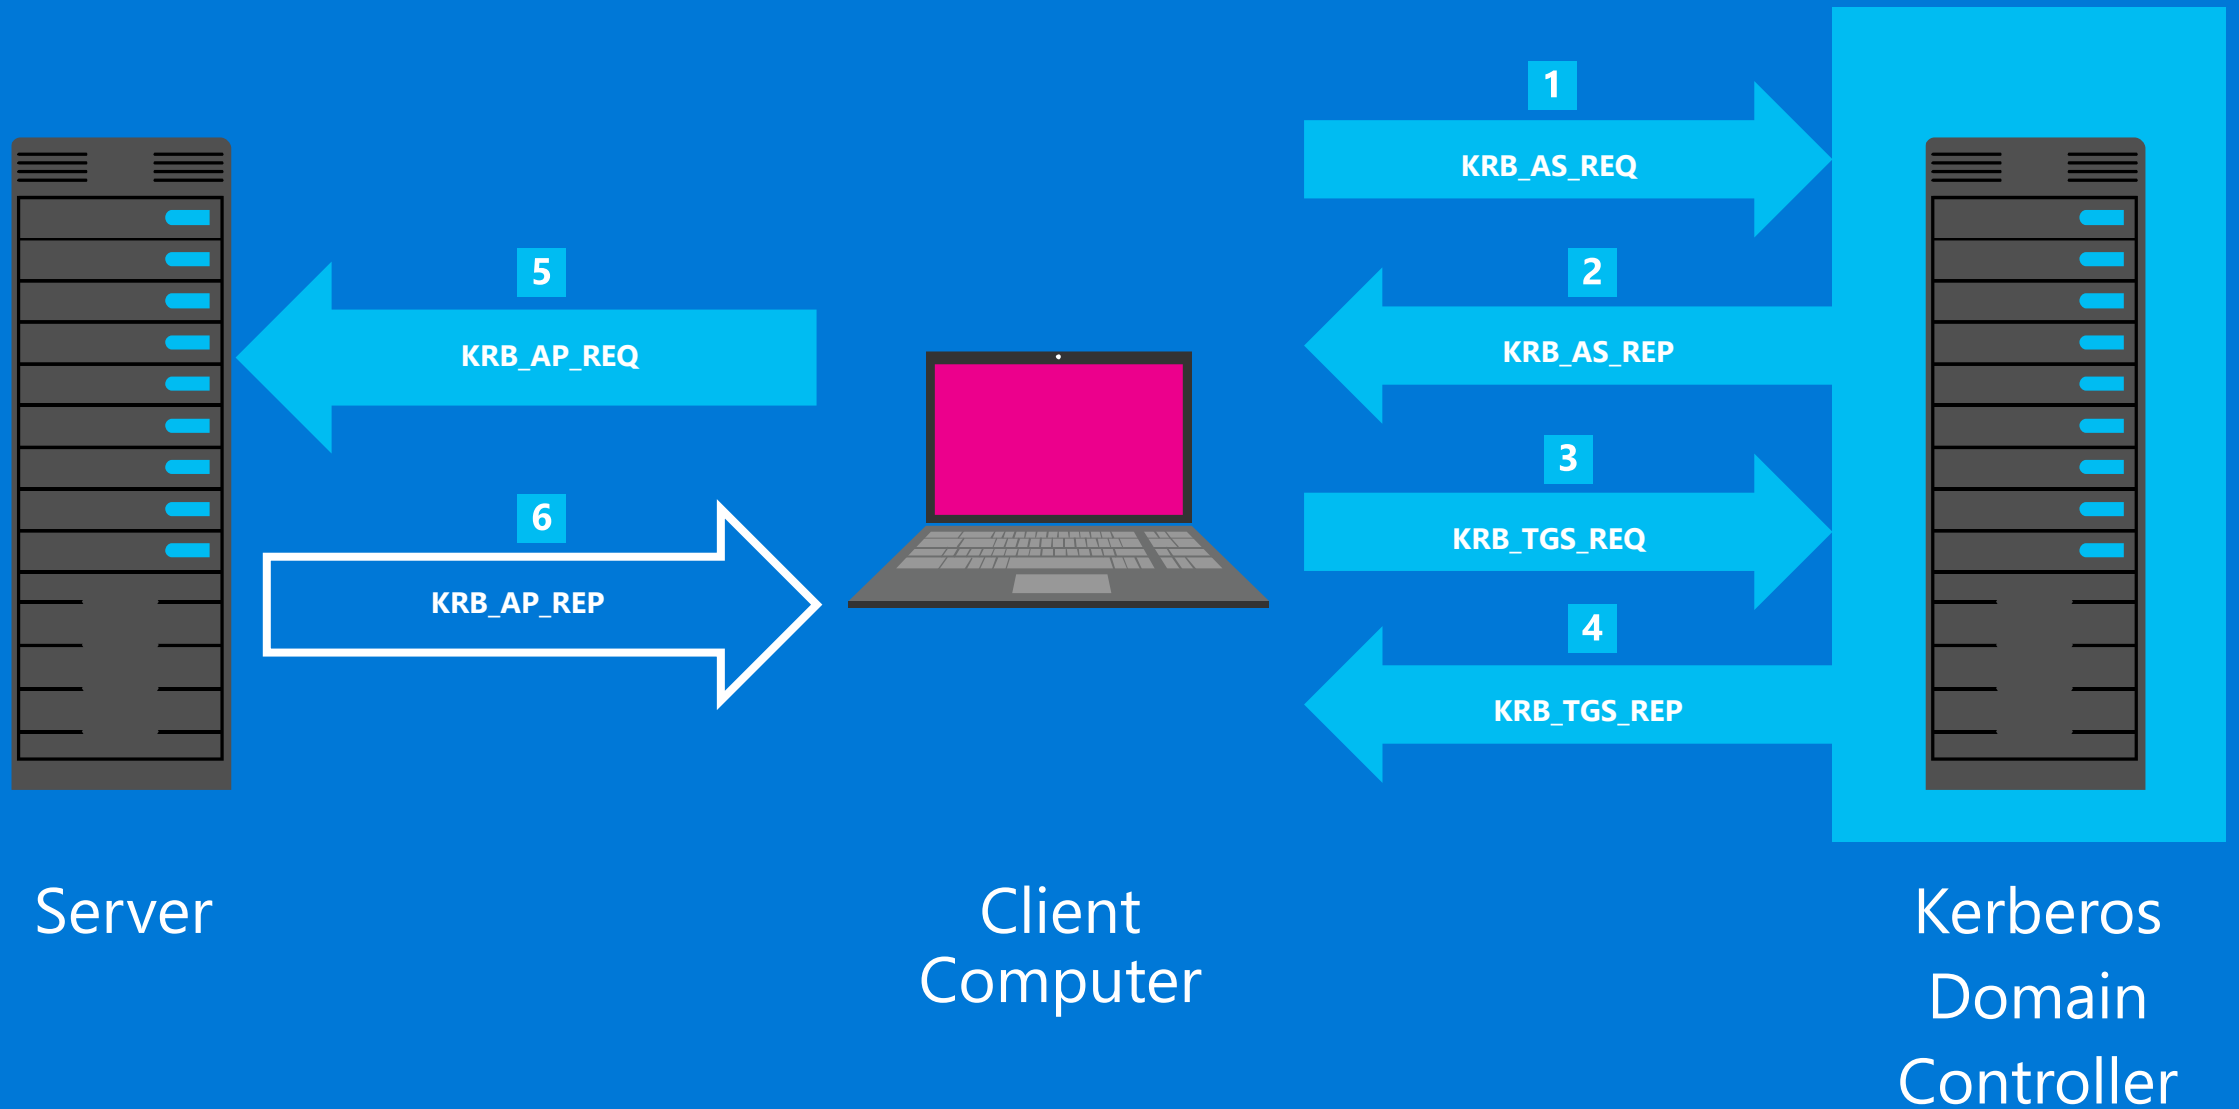 1
KRB_AS_REQ
2
KRB_AS_REP
3
KRB_TGS_REQ
4
KRB_TGS_REP
5
KRB_AP_REQ
6
KRB_AP_REP
Server
Client
Computer
Kerberos
Domain
Controller